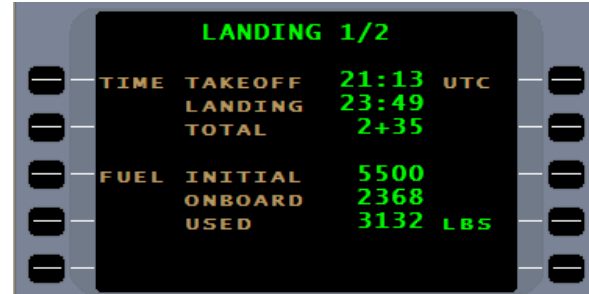 LANDING 1/2
TIME TAKEOFF 21:13 UTC
LANDING 23:49
TOTAL 2+35
FUEL INITIAL 5500
ONBOARD 2368
USED 3132 LBS